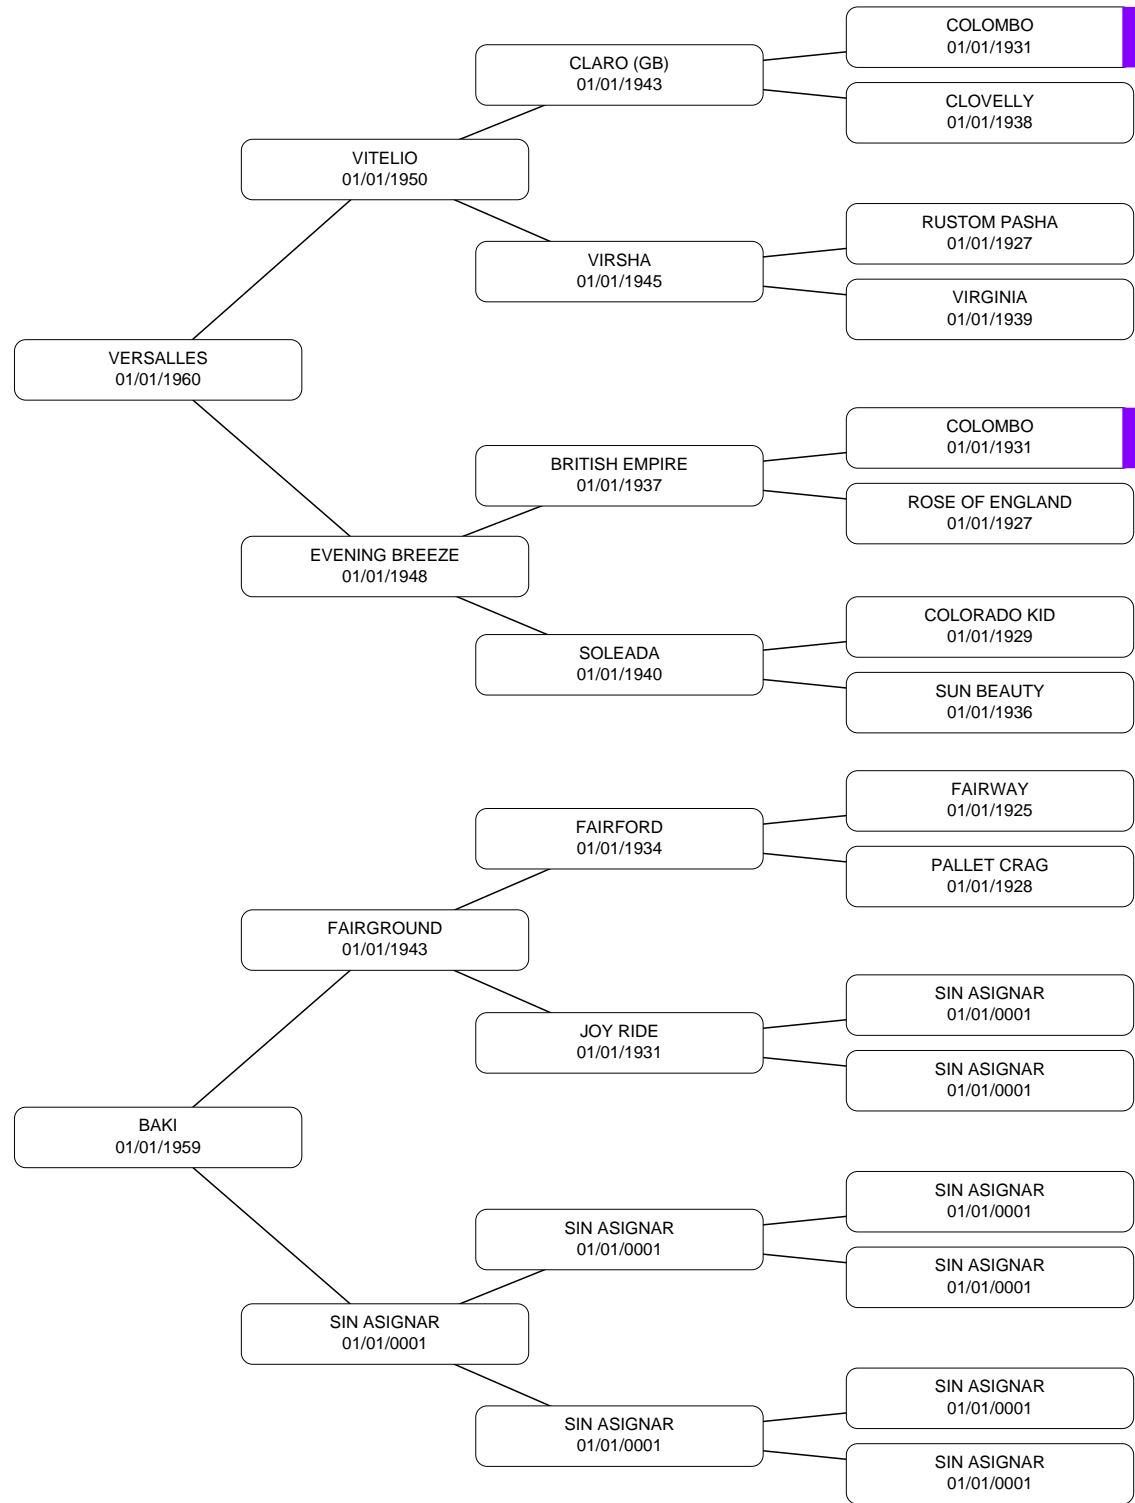 COLOMBO
01/01/1931
CLARO (GB)
01/01/1943
CLOVELLY
01/01/1938
VITELIO
01/01/1950
RUSTOM PASHA
01/01/1927
VIRSHA
01/01/1945
VIRGINIA
01/01/1939
VERSALLES
01/01/1960
COLOMBO
01/01/1931
BRITISH EMPIRE
01/01/1937
ROSE OF ENGLAND
01/01/1927
EVENING BREEZE
01/01/1948
COLORADO KID
01/01/1929
SOLEADA
01/01/1940
SUN BEAUTY
01/01/1936
FAIRWAY
01/01/1925
FAIRFORD
01/01/1934
PALLET CRAG
01/01/1928
FAIRGROUND
01/01/1943
SIN ASIGNAR
01/01/0001
JOY RIDE
01/01/1931
SIN ASIGNAR
01/01/0001
BAKI
01/01/1959
SIN ASIGNAR
01/01/0001
SIN ASIGNAR
01/01/0001
SIN ASIGNAR
01/01/0001
SIN ASIGNAR
01/01/0001
SIN ASIGNAR
01/01/0001
SIN ASIGNAR
01/01/0001
SIN ASIGNAR
01/01/0001